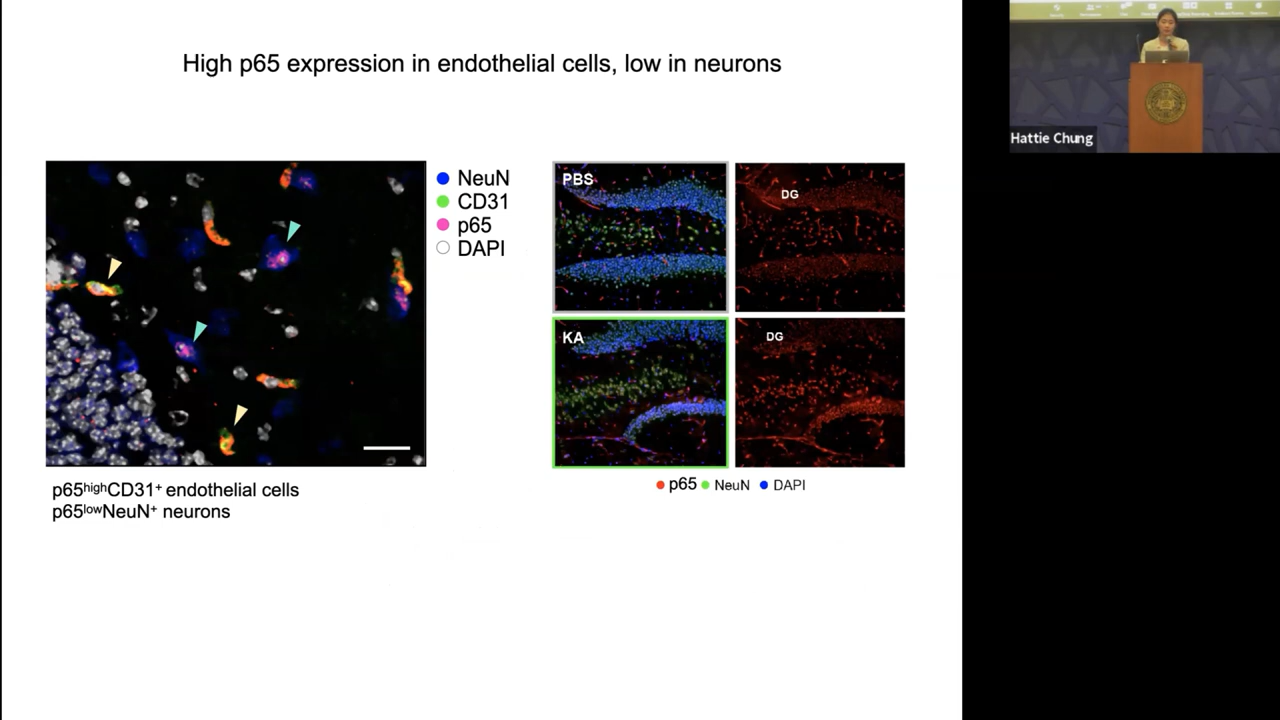 High p65 expression in endothelial cells, low in neurons
NeuN
CD31
p65
DAPI
p65highCD31+ endothelial cells
p65lowNeuN+ neurons
PBS
DG
KA
DG
p65 NeuN DAPI
Hattie Chung